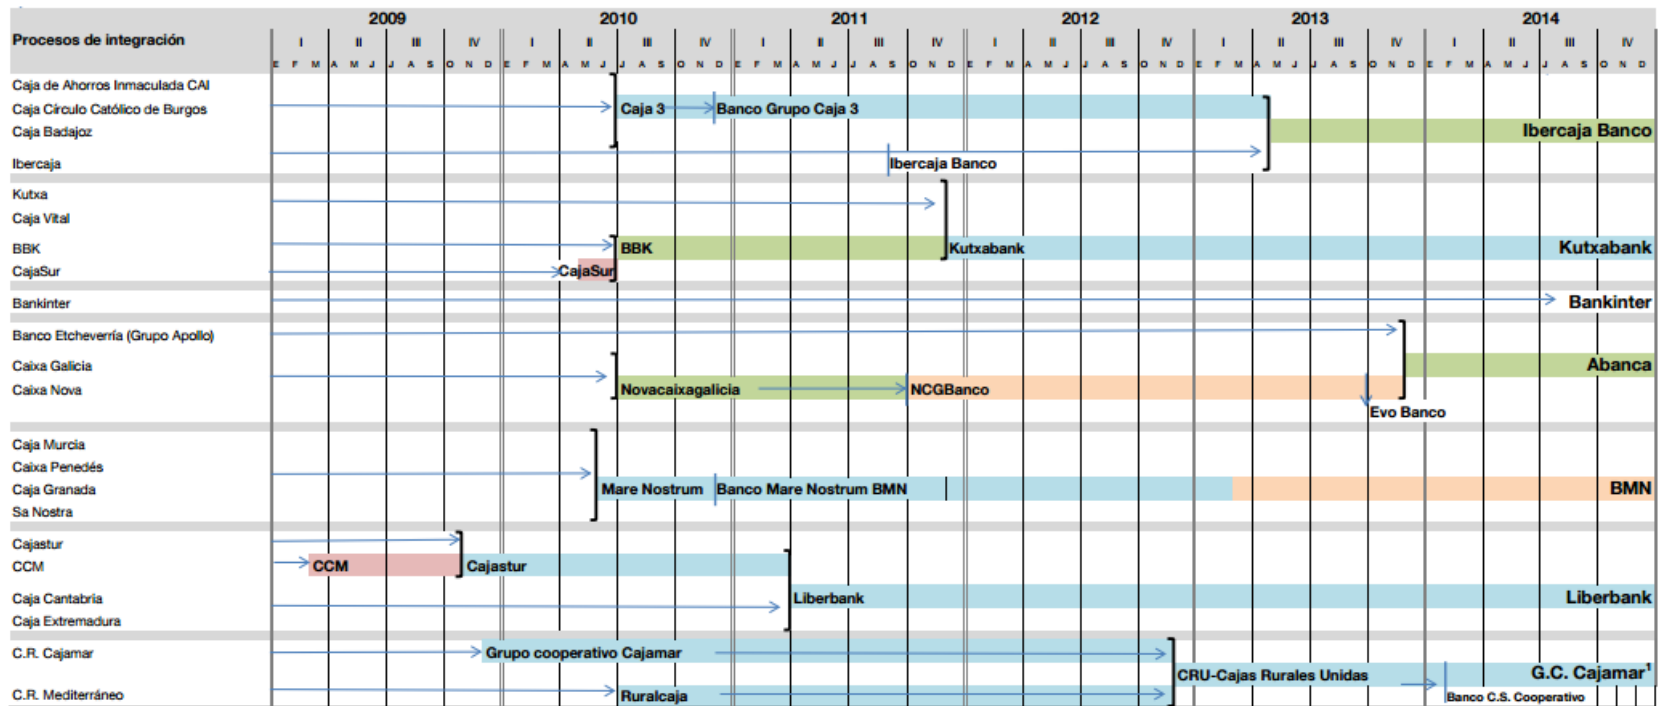 2009 2010 2011 2012 2013 2014
Procesos de integración
I II III IV I II III IV I II III IV I II III IV I II III IV I II III IV
E F M A M J J A S O N D E F M A M J J A S O N D E F M A M J J A S O N D E F M A M J J A S O N D E F M A M J J A S O N D E F M A M J J A S O N D
Caja de Ahorros Inmaculada CAI
Caja Círculo Católico de Burgos Caja 3 Banco Grupo Caja 3
Caja Badajoz Ibercaja Banco
Ibercaja Ibercaja Banco
Kutxa
Caja Vital
BBK BBK Kutxabank Kutxabank
CajaSur CajaSur
Bankinter Bankinter
Banco Etcheverría (Grupo Apollo)
Caixa Galicia Abanca
Caixa Nova Novacaixagalicia NCGBanco
Evo Banco
Caja Murcia
Caixa Penedés
Caja Granada Mare Nostrum Banco Mare Nostrum BMN BMN
Sa Nostra
Cajastur
CCM CCM Cajastur
Caja Cantabria Liberbank Liberbank
Caja Extremadura
C.R. Cajamar Grupo cooperativo Cajamar
CRU-Cajas Rurales Unidas G.C. Cajamar¹
C.R. Mediterráneo Ruralcaja Banco C.S. Cooperativo